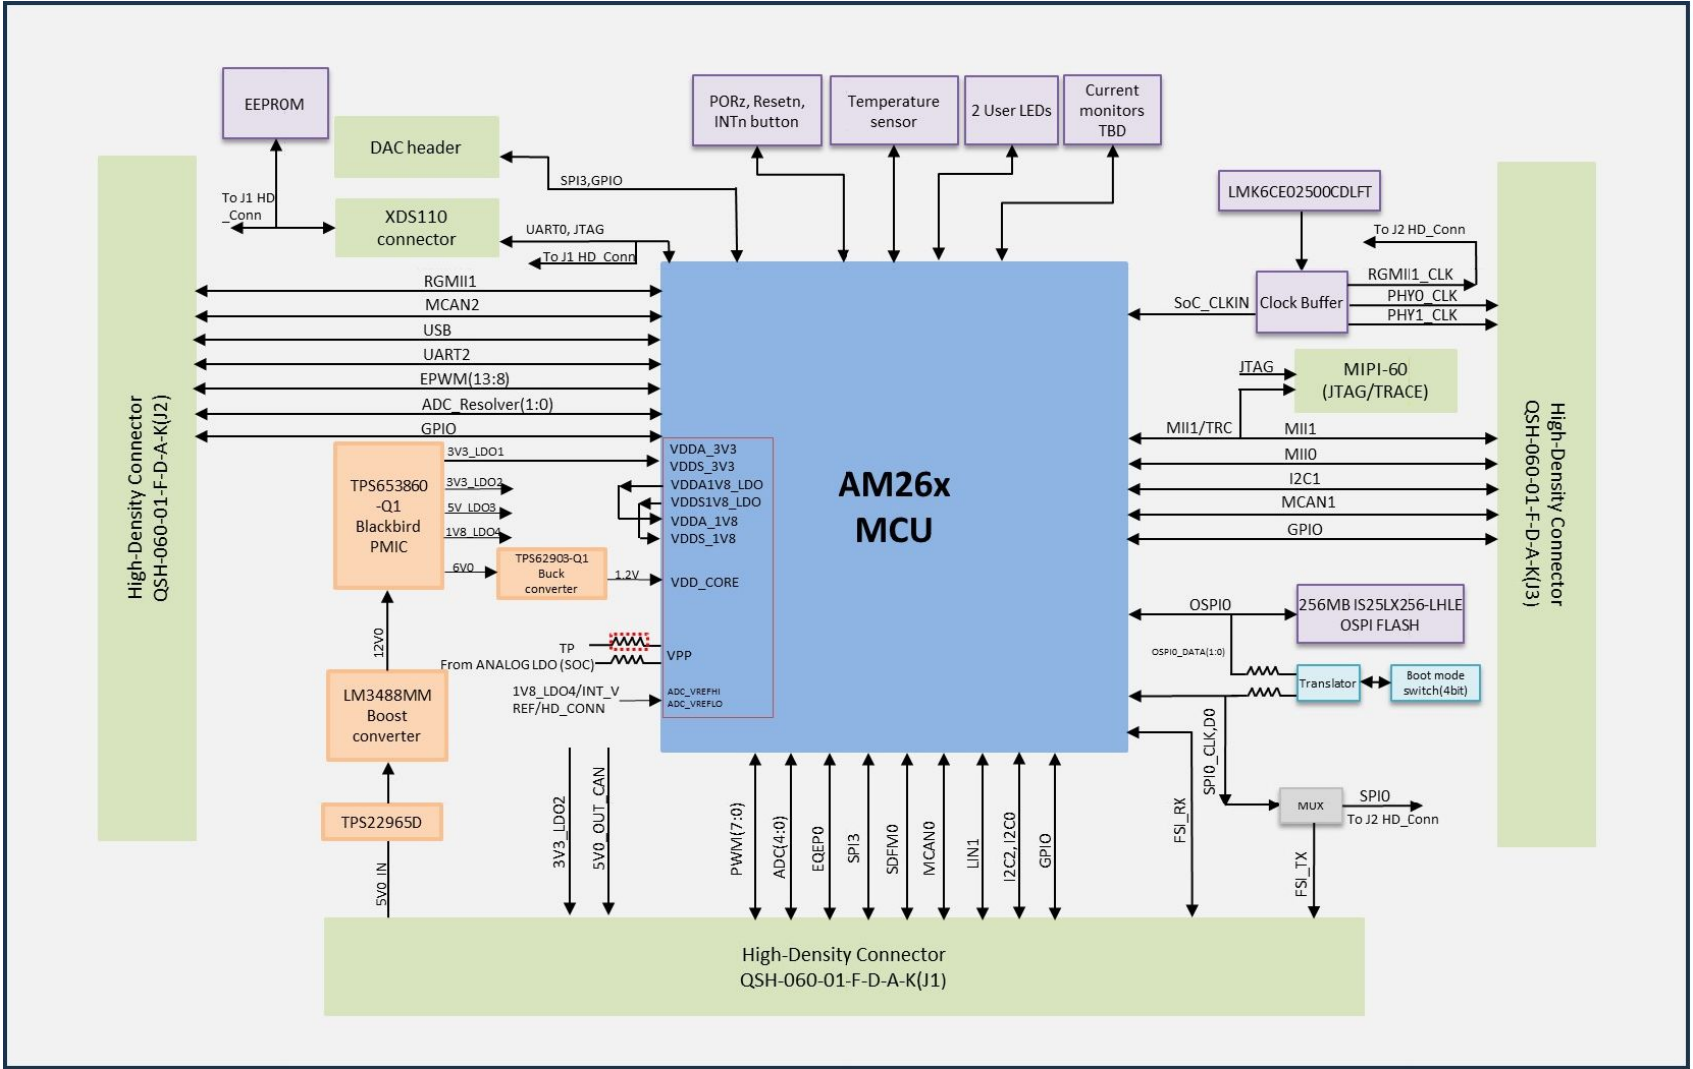 EEPROM
DAC header
PORz, Resetn,
INTn button
Temperature
sensor
2 User LEDs
Current
monitors
TBD
SPI3,GPIO
To J1 HD
_Conn
XDS110
connector
UART0, JTAG
To J1 HD_Conn
LMK6CE02500CDLFT
To J2 HD_Conn
RGMII1_CLK
Clock Buffer
PHY0_CLK
PHY1_CLK
SoC_CLKIN
RGMII1
MCAN2
USB
UART2
EPWM(13:8)
ADC_Resolver(1:0)
GPIO
High-Density Connector
QSH-060-01-F-D-A-K(J2)
JTAG
MIPI-60
(JTAG/TRACE)
MII1/TRC
MII1
MII0
I2C1
MCAN1
GPIO
High-Density Connector
QSH-060-01-F-D-A-K(J3)
TPS653860
-Q1
Blackbird
PMIC
3V3_LDO1
3V3_LDO2
5V_LDO3
1V8_LDO4
6V0
TPS62903-Q1
Buck
converter
1.2V
VDDA_3V3
VDDS_3V3
VDDA1V8_LDO
VDDS1V8_LDO
VDDA_1V8
VDDS_1V8
VDD_CORE
AM26x
MCU
TP
From ANALOG LDO (SOC)
VPP
1V8_LDO4/INT_V
REF/HD_CONN
ADC_VREFHI
ADC_VREFLO
12V0
LM3488MM
Boost
converter
TPS22965D
5V0_IN
OSPI0
256MB IS25LX256-LHLE
OSPI FLASH
OSPI0_DATA(1:0)
Translator
Boot mode
switch(4bit)
SPI0_CLK,D0
MUX
SPI0
To J2 HD_Conn
FSI_RX
FSI_TX
3V3_LDO2
5V0_OUT_CAN
PWM(7:0)
ADC(4:0)
EQEP0
SPI3
SDFM0
MCAN0
LIN1
I2C2, I2C0
GPIO
High-Density Connector
QSH-060-01-F-D-A-K(J1)